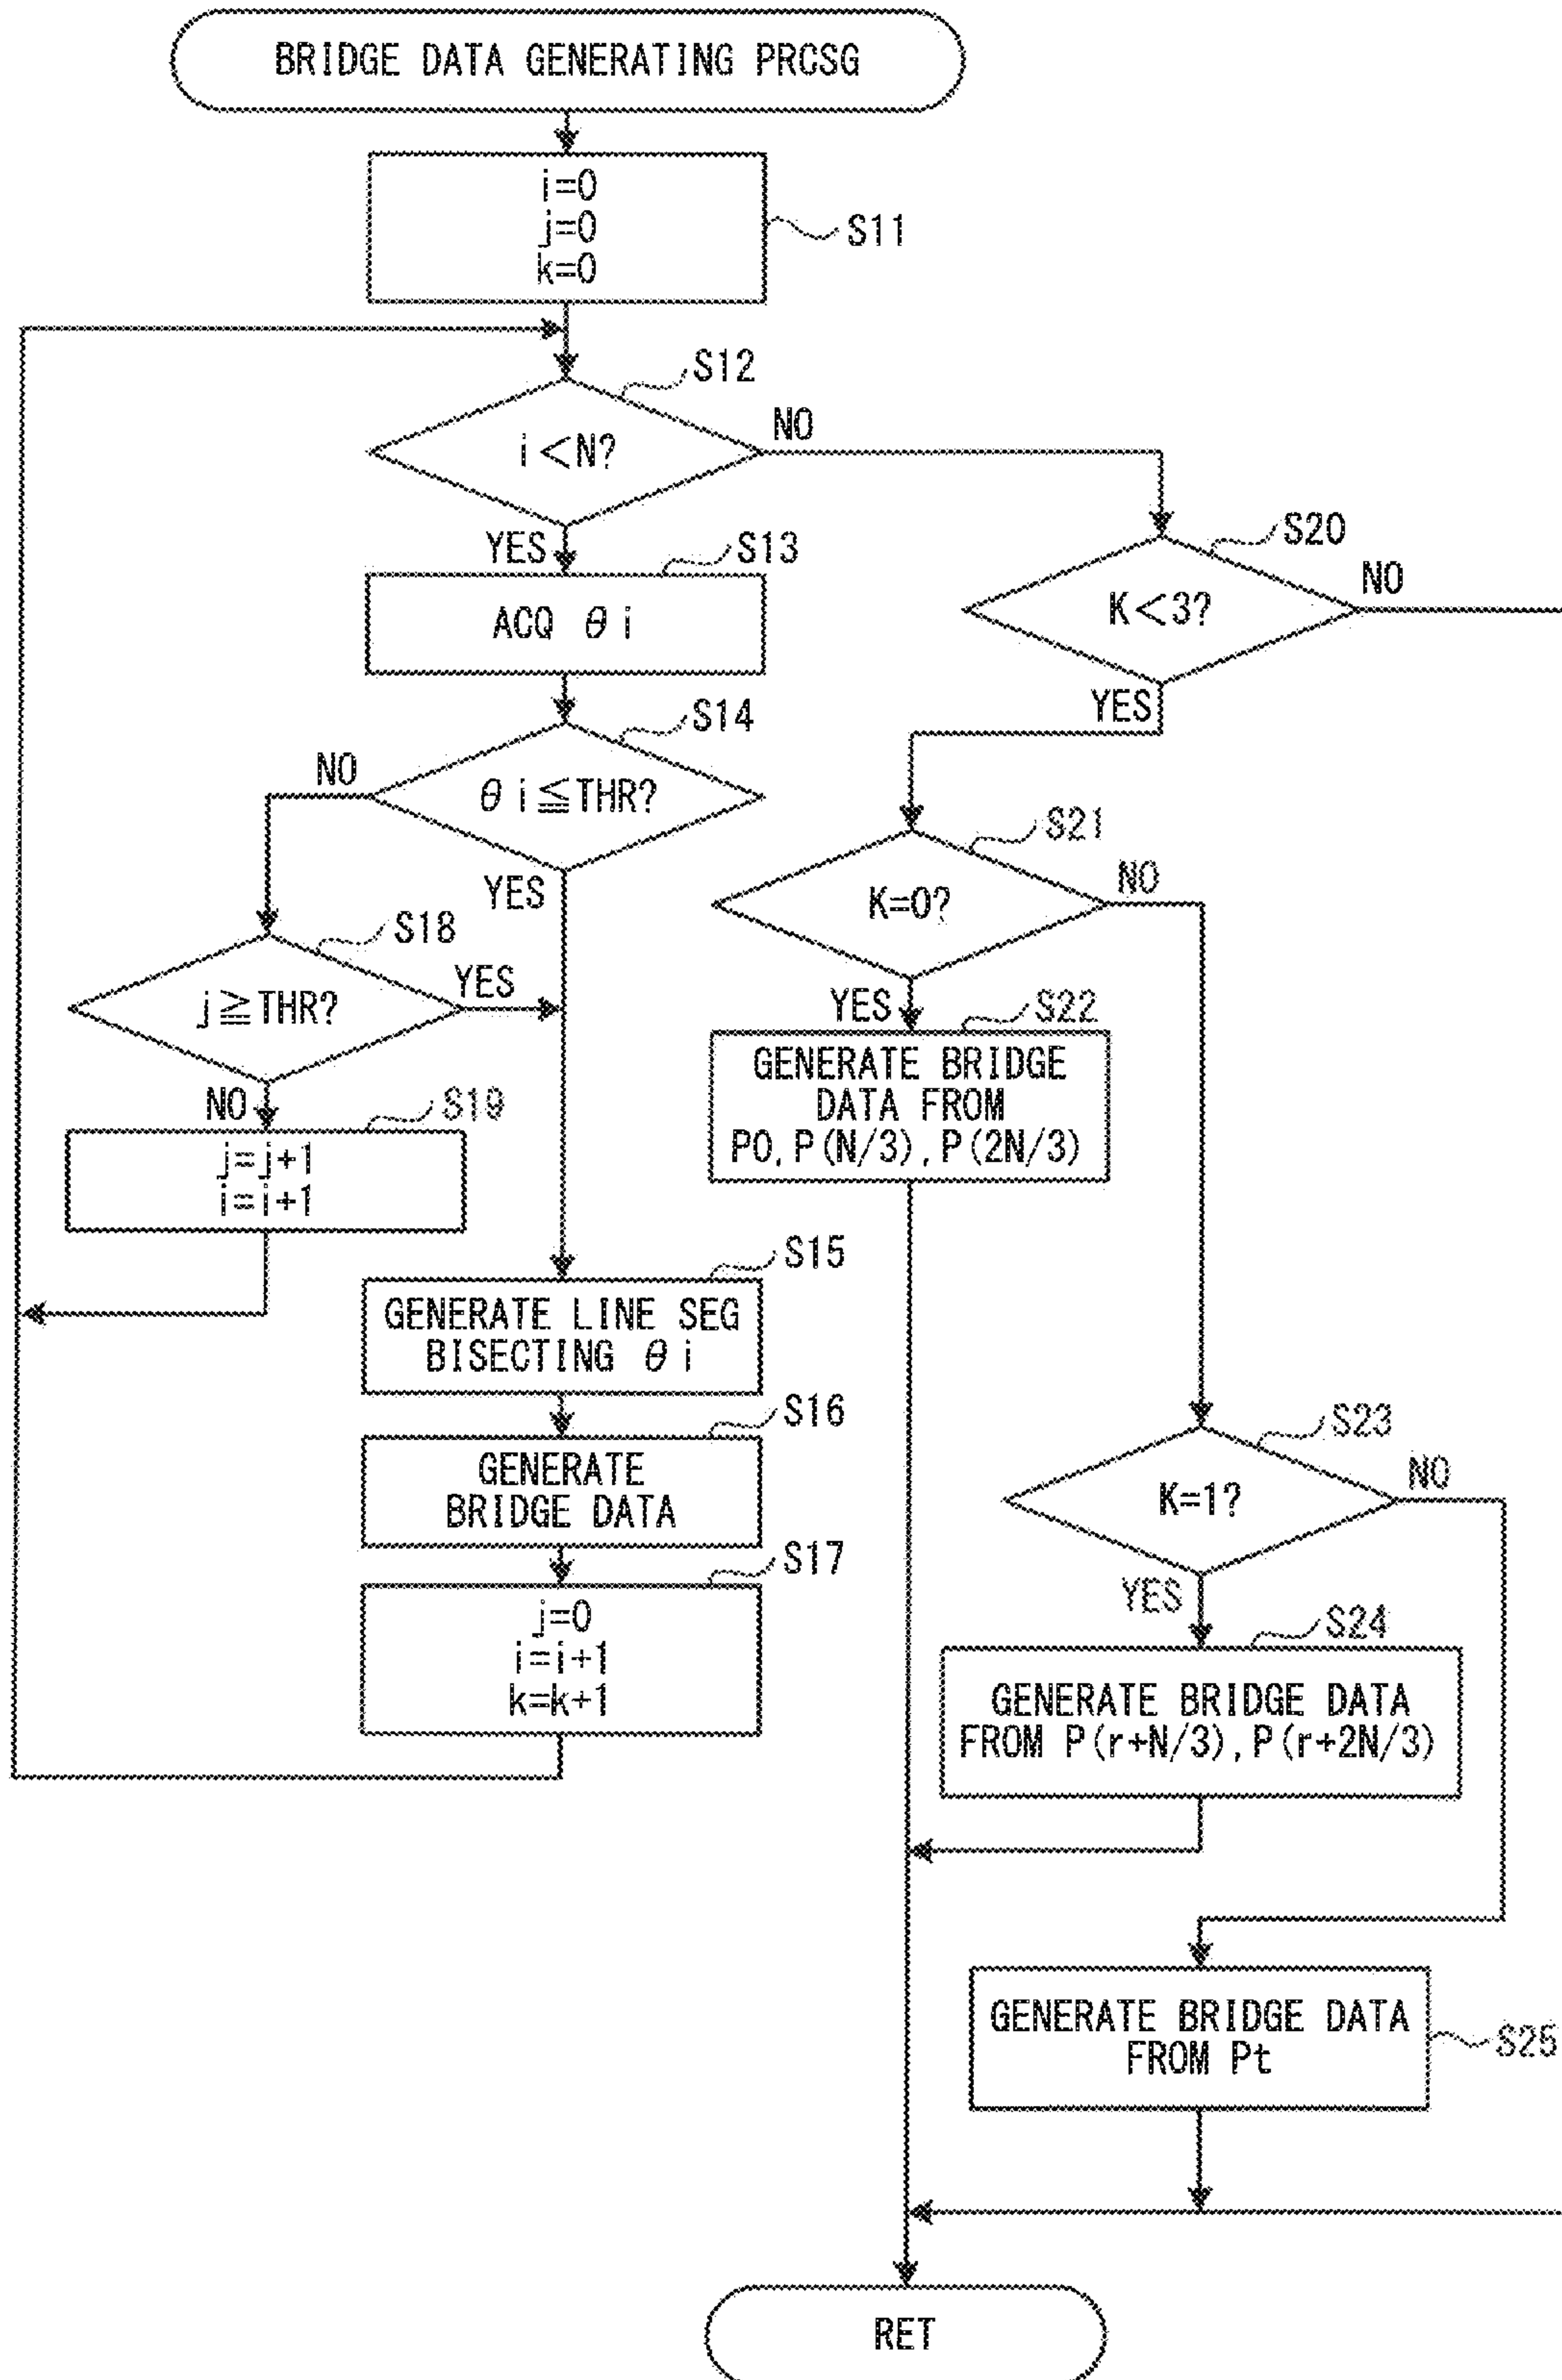 BRIDGE DATA GENERATING PRCSG
i=0
j=0
k=0
S11
S12
i<N?
NO
YES
S13
ACQ θi
S14
θi≦THR?
NO
YES
S18
j≧THR?
YES
NO
S19
j=j+1
i=i+1
S15
GENERATE LINE SEG
BISECTING θi
S16
GENERATE
BRIDGE DATA
S17
j=0
i=i+1
k=k+1
S20
K<3?
NO
YES
S21
K=0?
NO
YES
S22
GENERATE BRIDGE
DATA FROM
P0, P(N/3), P(2N/3)
S23
K=1?
NO
YES
S24
GENERATE BRIDGE DATA
FROM P(r+N/3), P(r+2N/3)
GENERATE BRIDGE DATA
FROM Pt
S25
RET